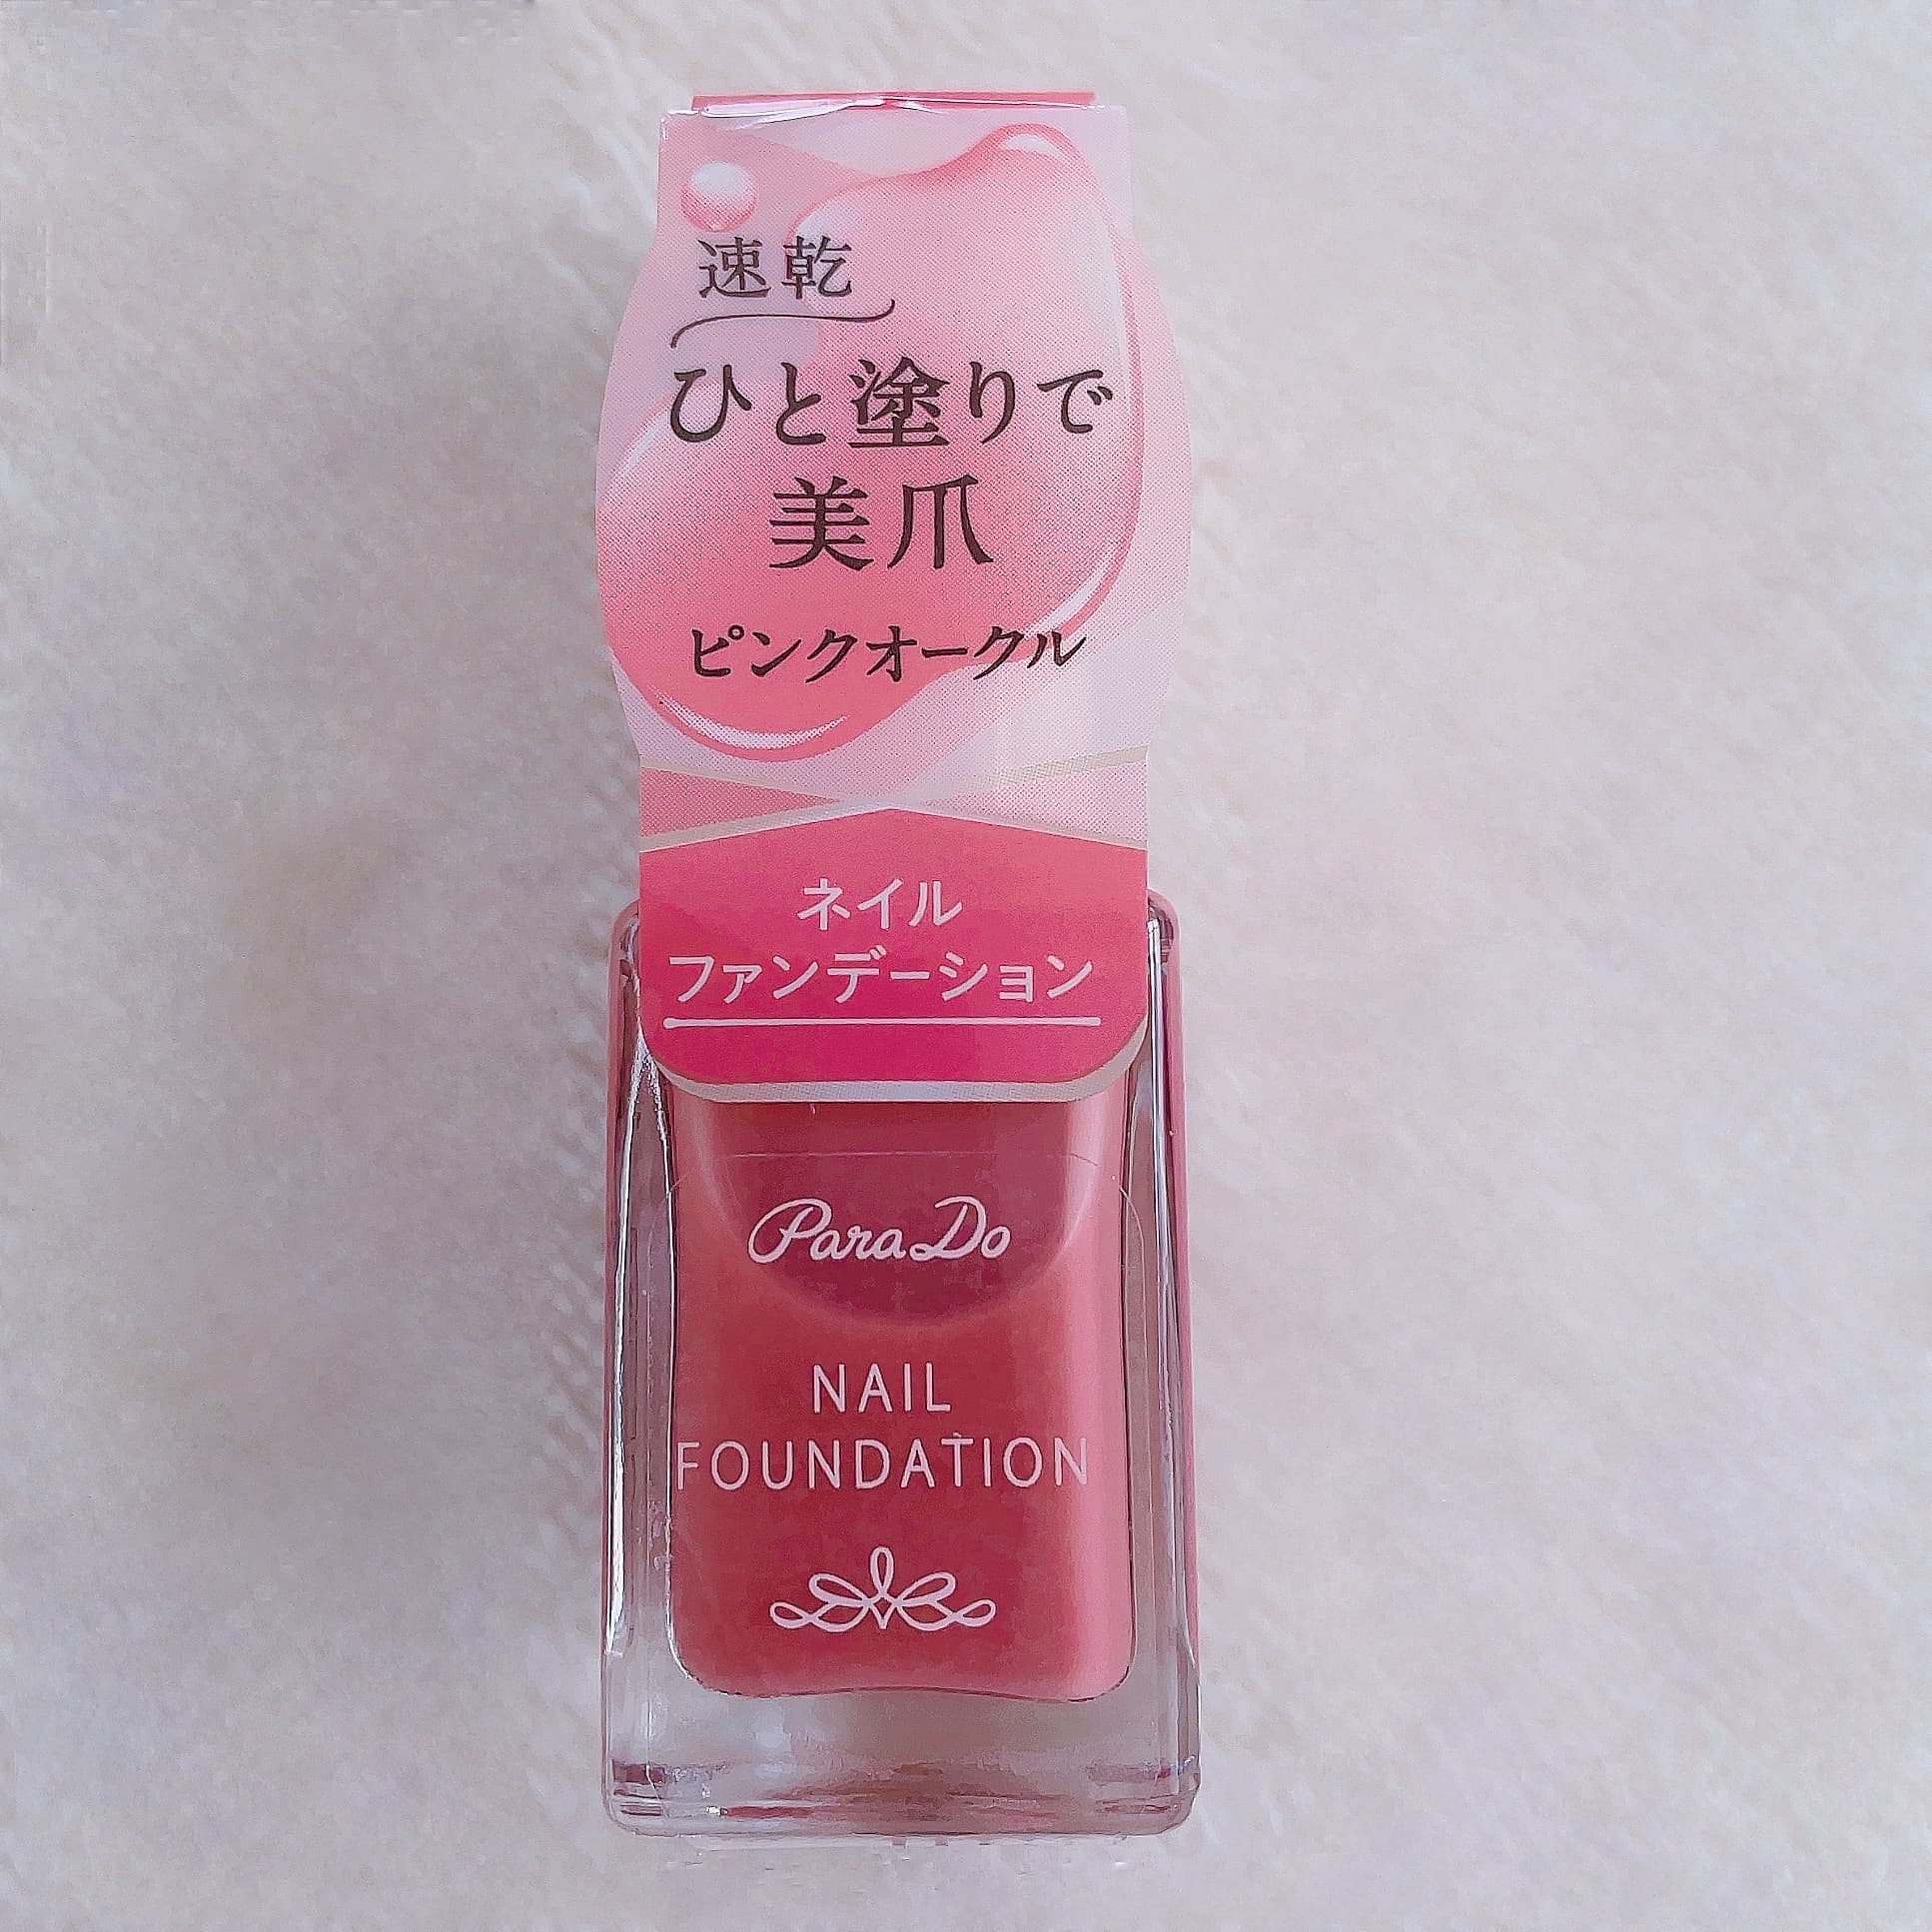 速乾
ひと塗りで
美爪
ピンクオークル
ネイル
ファンデーション
ParaDo
NAIL
FOUNDATION